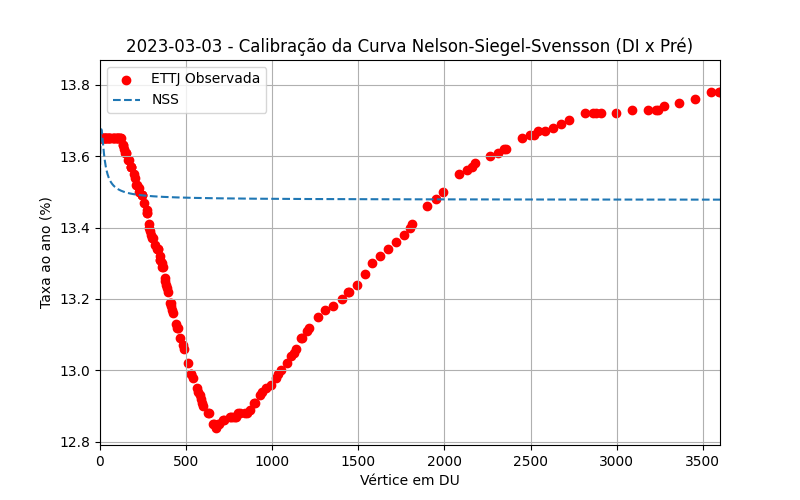 2023-03-03 - Calibração da Curva Nelson-Siegel-Svensson (DI x Pré)
ETTJ Observada
NSS
Taxa ao ano (%)
13.8
13.6
13.4
13.2
13.0
12.8
0 500 1000 1500 2000 2500 3000 3500
Vértice em DU